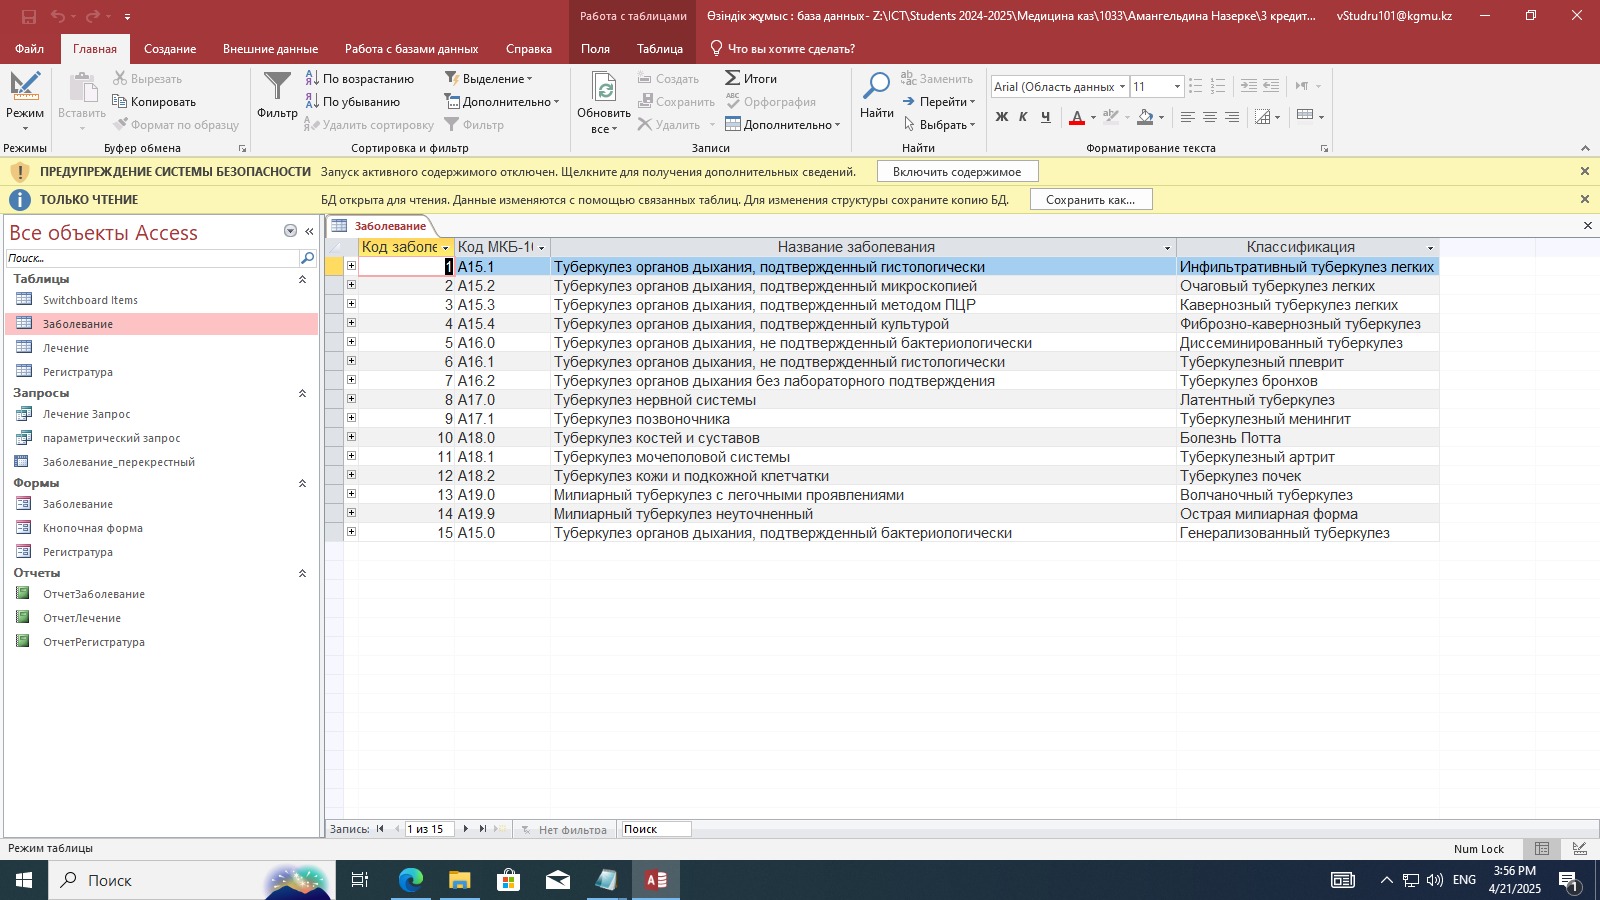 Работа с таблицами
Өзіндік жұмыс : база данных- Z:\ICT\Students 2024-2025\Медицина каз\1033\Амангельдина Назерке\3 кредит...
vStudru101@kgmu.kz
Файл Главная Создание Внешние данные Работа с базами данных Справка Поля Таблица Что вы хотите сделать?
Режим
Режимы
Вставить
Вырезать
Копировать
Формат по образцу
Буфер обмена
Фильтр
По возрастанию
По убыванию
Удалить сортировку
Выделение
Дополнительно
Фильтр
Сортировка и фильтр
Обновить
все
Создать
Сохранить
Удалить
Итоги
Орфография
Дополнительно
Записи
Найти
Заменить
Перейти
Выбрать
Найти
Arial (Область данных 11
Ж К Ч А
Форматирование текста
ПРЕДУПРЕЖДЕНИЕ СИСТЕМЫ БЕЗОПАСНОСТИ Запуск активного содержимого отключен. Щелкните для получения дополнительных сведений. Включить содержимое
ТОЛЬКО ЧТЕНИЕ БД открыта для чтения. Данные изменяются с помощью связанных таблиц. Для изменения структуры сохраните копию БД. Сохранить как...
Все объекты Access
Поиск...
Таблицы
Switchboard Items
Заболевание
Лечение
Регистратура
Запросы
Лечение Запрос
параметрический запрос
Заболевание_перекрестный
Формы
Заболевание
Кнопочная форма
Регистратура
Отчеты
ОтчетЗаболевание
ОтчетЛечение
ОтчетРегистратура
Заболевание
Код заболе Код МКБ-10 Название заболевания Классификация
1 A15.1 Туберкулез органов дыхания, подтвержденный гистологически Инфильтративный туберкулез легких
2 A15.2 Туберкулез органов дыхания, подтвержденный микроскопией Очаговый туберкулез легких
3 A15.3 Туберкулез органов дыхания, подтвержденный методом ПЦР Кавернозный туберкулез легких
4 A15.4 Туберкулез органов дыхания, подтвержденный культурой Фиброзно-кавернозный туберкулез
5 A16.0 Туберкулез органов дыхания, не подтвержденный бактериологически Диссеминированный туберкулез
6 A16.1 Туберкулез органов дыхания, не подтвержденный гистологически Туберкулезный плеврит
7 A16.2 Туберкулез органов дыхания без лабораторного подтверждения Туберкулез бронхов
8 A17.0 Туберкулез нервной системы Латентный туберкулез
9 A17.1 Туберкулез позвоночника Туберкулезный менингит
10 A18.0 Туберкулез костей и суставов Болезнь Потта
11 A18.1 Туберкулез мочеполовой системы Туберкулезный артрит
12 A18.2 Туберкулез кожи и подкожной клетчатки Туберкулез почек
13 A19.0 Милиарный туберкулез с легочными проявлениями Волчаночный туберкулез
14 A19.9 Милиарный туберкулез неуточненный Острая милиарная форма
15 A15.0 Туберкулез органов дыхания, подтвержденный бактериологически Генерализованный туберкулез
Запись: 1 из 15 Нет фильтра Поиск
Режим таблицы Num Lock
Поиск
ENG
3:56 PM
4/21/2025
1